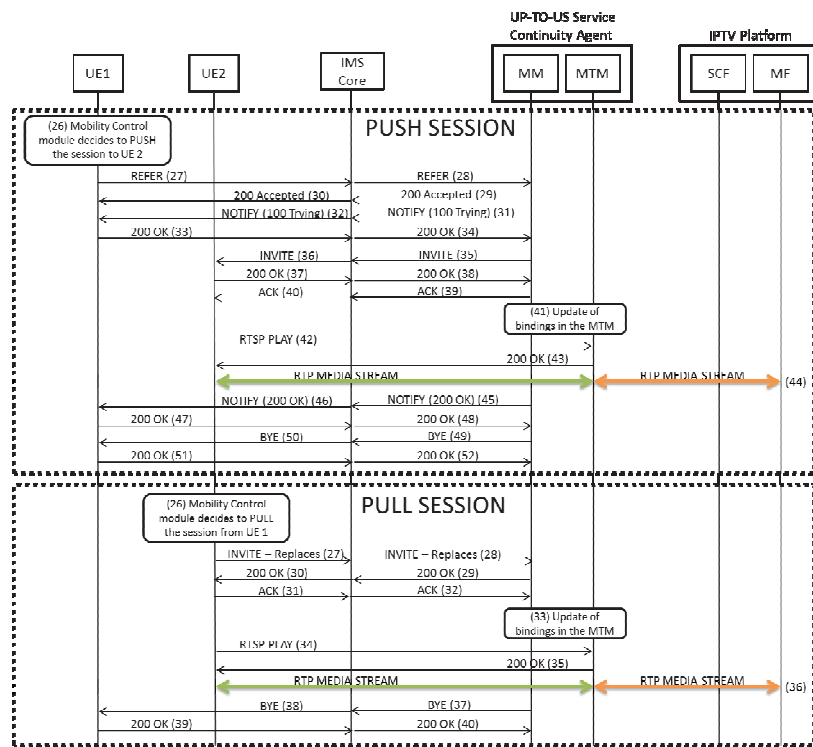 UP-TO-US Service
Continuity Agent
IPTV Platform
UE1
UE2
IMS
Core
MM
MTM
SCF
MF
(26) Mobility Control
module decides to PUSH
the session to UE 2
PUSH SESSION
REFER (27)
REFER (28)
200 Accepted (30)
200 Accepted (29)
NOTIFY (100 Trying) (32)
NOTIFY (100 Trying) (31)
200 OK (33)
200 OK (34)
INVITE (36)
INVITE (35)
200 OK (37)
200 OK (38)
ACK (40)
ACK (39)
(41) Update of
bindings in the MTM
RTSP PLAY (42)
200 OK (43)
RTP MEDIA STREAM
RTP MEDIA STREAM
(44)
NOTIFY (200 OK) (46)
NOTIFY (200 OK) (45)
200 OK (47)
200 OK (48)
BYE (50)
BYE (49)
200 OK (51)
200 OK (52)
(26) Mobility Control
module decides to PULL
the session from UE 1
PULL SESSION
INVITE – Replaces (27)
INVITE – Replaces (28)
200 OK (30)
200 OK (29)
ACK (31)
ACK (32)
(33) Update of
bindings in the MTM
RTSP PLAY (34)
200 OK (35)
RTP MEDIA STREAM
RTP MEDIA STREAM
(36)
BYE (38)
BYE (37)
200 OK (39)
200 OK (40)